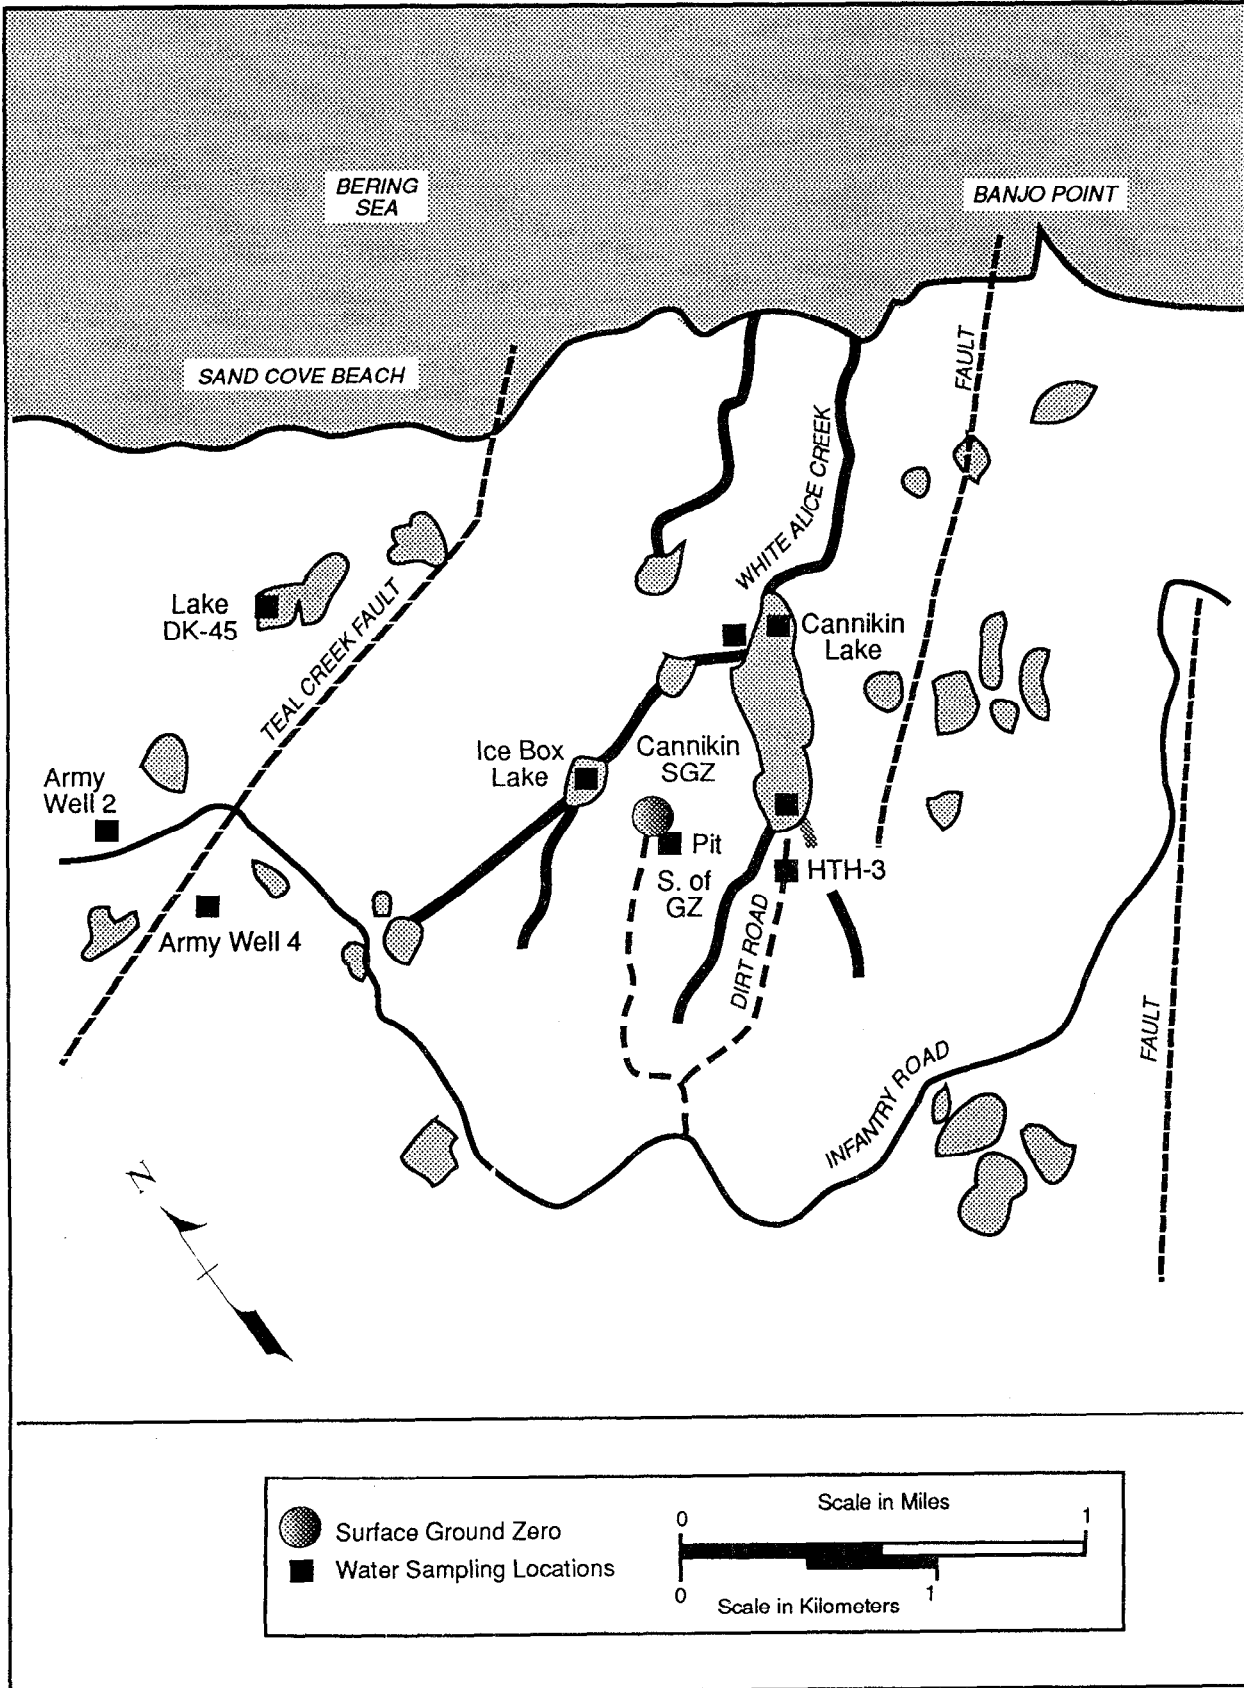 BERING
SEA
BANJO POINT
SAND COVE BEACH
FAULT
WHITE ALICE CREEK
Lake
DK-45
TEAL CREEK FAULT
Cannikin
Lake
Ice Box
Lake
Cannikin
SGZ
Army
Well 2
Pit
S. of
GZ
HTH-3
DIRT ROAD
Army Well 4
FAULT
INFANTRY ROAD
N
Surface Ground Zero
Water Sampling Locations
Scale in Miles
0 1
0 1
Scale in Kilometers